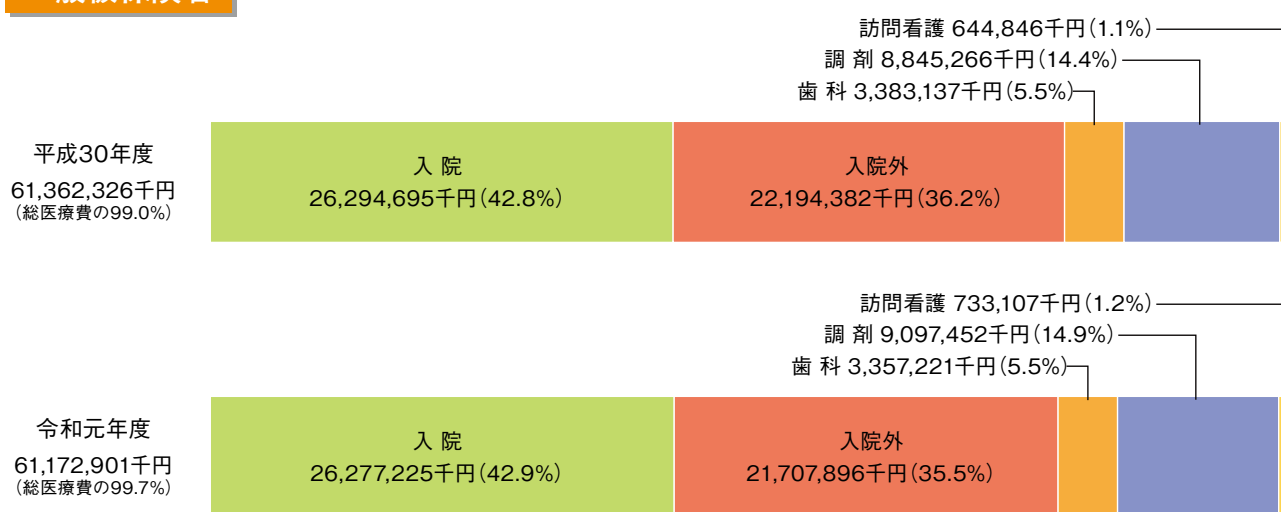 訪問看護 644,846千円(1.1%)
調 剤 8,845,266千円(14.4%)
歯 科 3,383,137千円(5.5%)
平成30年度
61,362,326千円
(総医療費の99.0%)
入 院
26,294,695千円(42.8%)
入院外
22,194,382千円(36.2%)
訪問看護 733,107千円(1.2%)
調 剤 9,097,452千円(14.9%)
歯 科 3,357,221千円(5.5%)
令和元年度
61,172,901千円
(総医療費の99.7%)
入 院
26,277,225千円(42.9%)
入院外
21,707,896千円(35.5%)